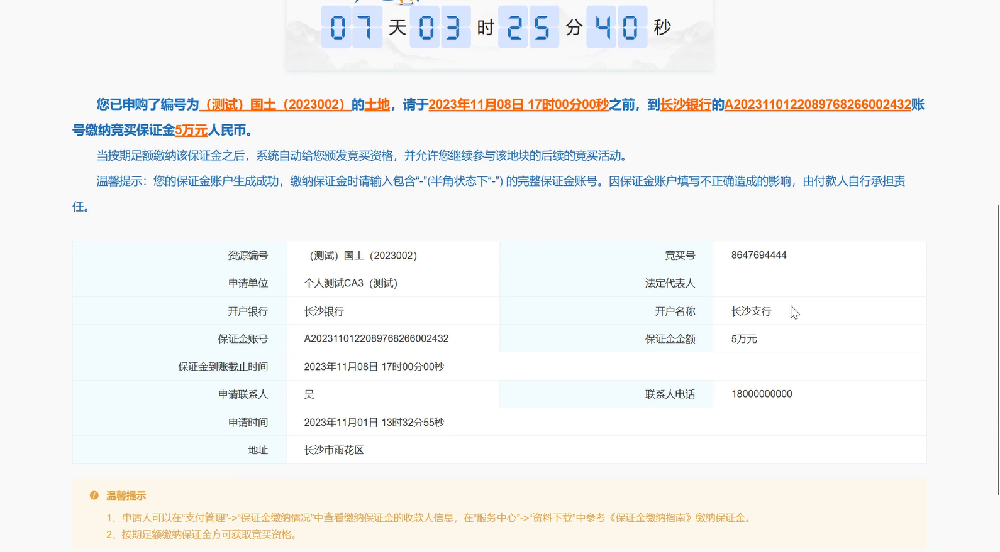 07天03时25分40秒
您已申购了编号为（测试）国土（2023002）的土地，请于2023年11月08日 17时00分00秒之前，到长沙银行的A2023110122089768266002432账
号缴纳竞买保证金5万元人民币。
当按期足额缴纳该保证金之后，系统自动给您颁发竞买资格，并允许您继续参与该地块的后续的竞买活动。
温馨提示：您的保证金账户生成成功，缴纳保证金时请输入包含“-”(半角状态下“-”) 的完整保证金账号。因保证金账户填写不正确造成的影响，由付款人自行承担责
任。
资源编号 （测试）国土（2023002） 竞买号 8647694444
申请单位 个人测试CA3（测试） 法定代表人
开户银行 长沙银行 开户名称 长沙支行
保证金账号 A2023110122089768266002432 保证金金额 5万元
保证金到账截止时间 2023年11月08日 17时00分00秒
申请联系人 吴 联系人电话 18000000000
申请时间 2023年11月01日 13时32分55秒
地址 长沙市雨花区
温馨提示
1、申请人可以在“支付管理”->“保证金缴纳情况”中查看缴纳保证金的收款人信息，在“服务中心”->“资料下载”中参考《保证金缴纳指南》缴纳保证金。
2、按期足额缴纳保证金方可获取竞买资格。